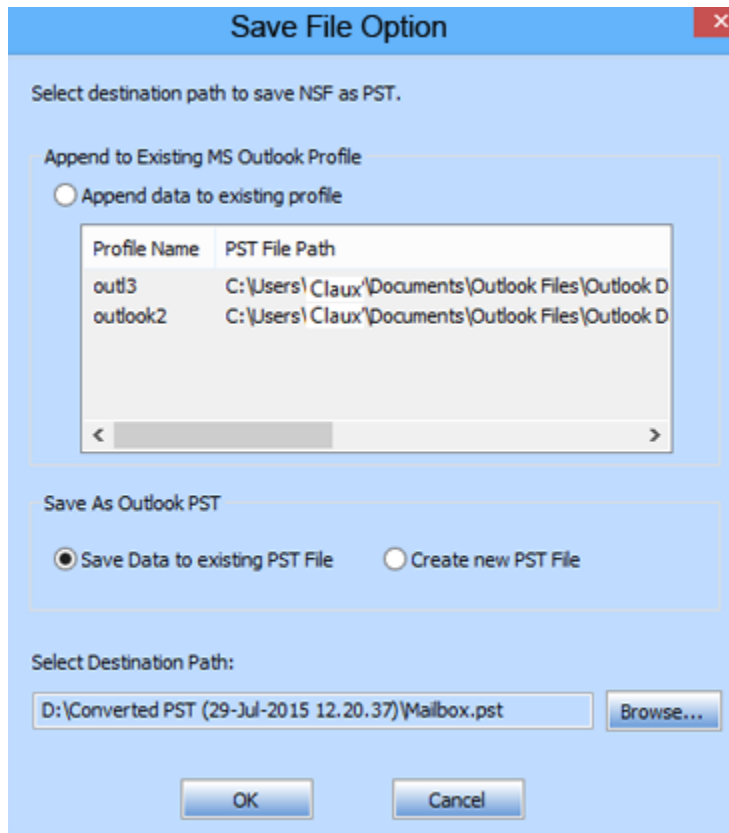 Save File Option
Select destination path to save NSF as PST.
Append to Existing MS Outlook Profile
Append data to existing profile
Profile Name PST File Path
outl3 C:\Users\Claux\Documents\Outlook Files\Outlook D
outlook2 C:\Users\Claux\Documents\Outlook Files\Outlook D
Save As Outlook PST
Save Data to existing PST File Create new PST File
Select Destination Path:
D:\Converted PST (29-Jul-2015 12.20.37)\Mailbox.pst Browse...
OK Cancel